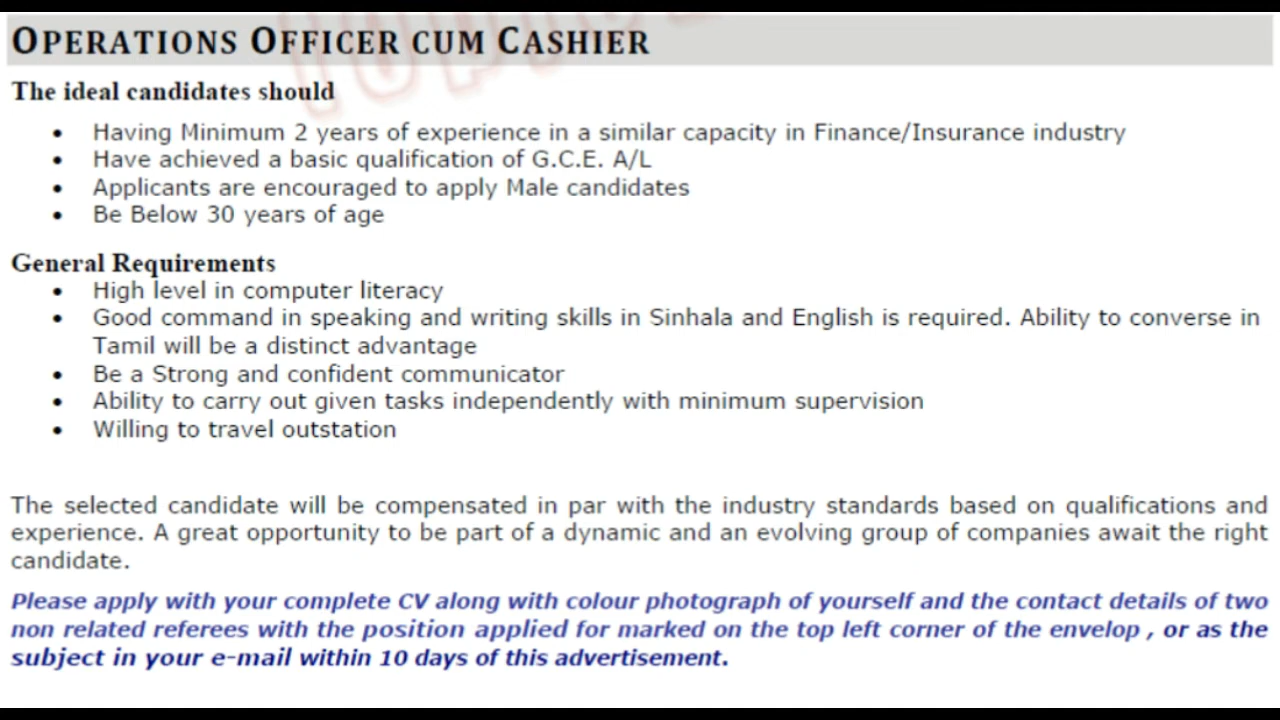 OPERATIONS OFFICER CUM CASHIER
The ideal candidates should
• Having Minimum 2 years of experience in a similar capacity in Finance/Insurance industry
• Have achieved a basic qualification of G.C.E. A/L
• Applicants are encouraged to apply Male candidates
• Be Below 30 years of age
General Requirements
• High level in computer literacy
• Good command in speaking and writing skills in Sinhala and English is required. Ability to converse in
Tamil will be a distinct advantage
• Be a Strong and confident communicator
• Ability to carry out given tasks independently with minimum supervision
• Willing to travel outstation
The selected candidate will be compensated in par with the industry standards based on qualifications and
experience. A great opportunity to be part of a dynamic and an evolving group of companies await the right
candidate.
Please apply with your complete CV along with colour photograph of yourself and the contact details of two
non related referees with the position applied for marked on the top left corner of the envelop , or as the
subject in your e-mail within 10 days of this advertisement.